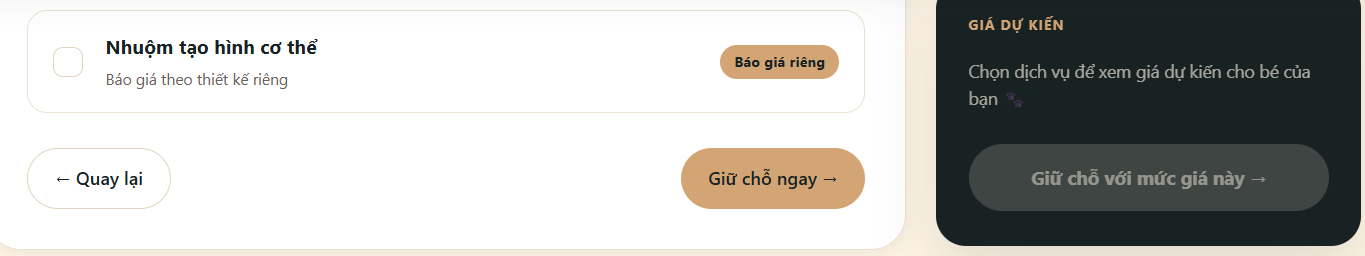 Nhuộm tạo hình cơ thể
Báo giá theo thiết kế riêng
Báo giá riêng
← Quay lại
Giữ chỗ ngay →
GIÁ DỰ KIẾN
Chọn dịch vụ để xem giá dự kiến cho bé của
bạn 🐾
Giữ chỗ với mức giá này →